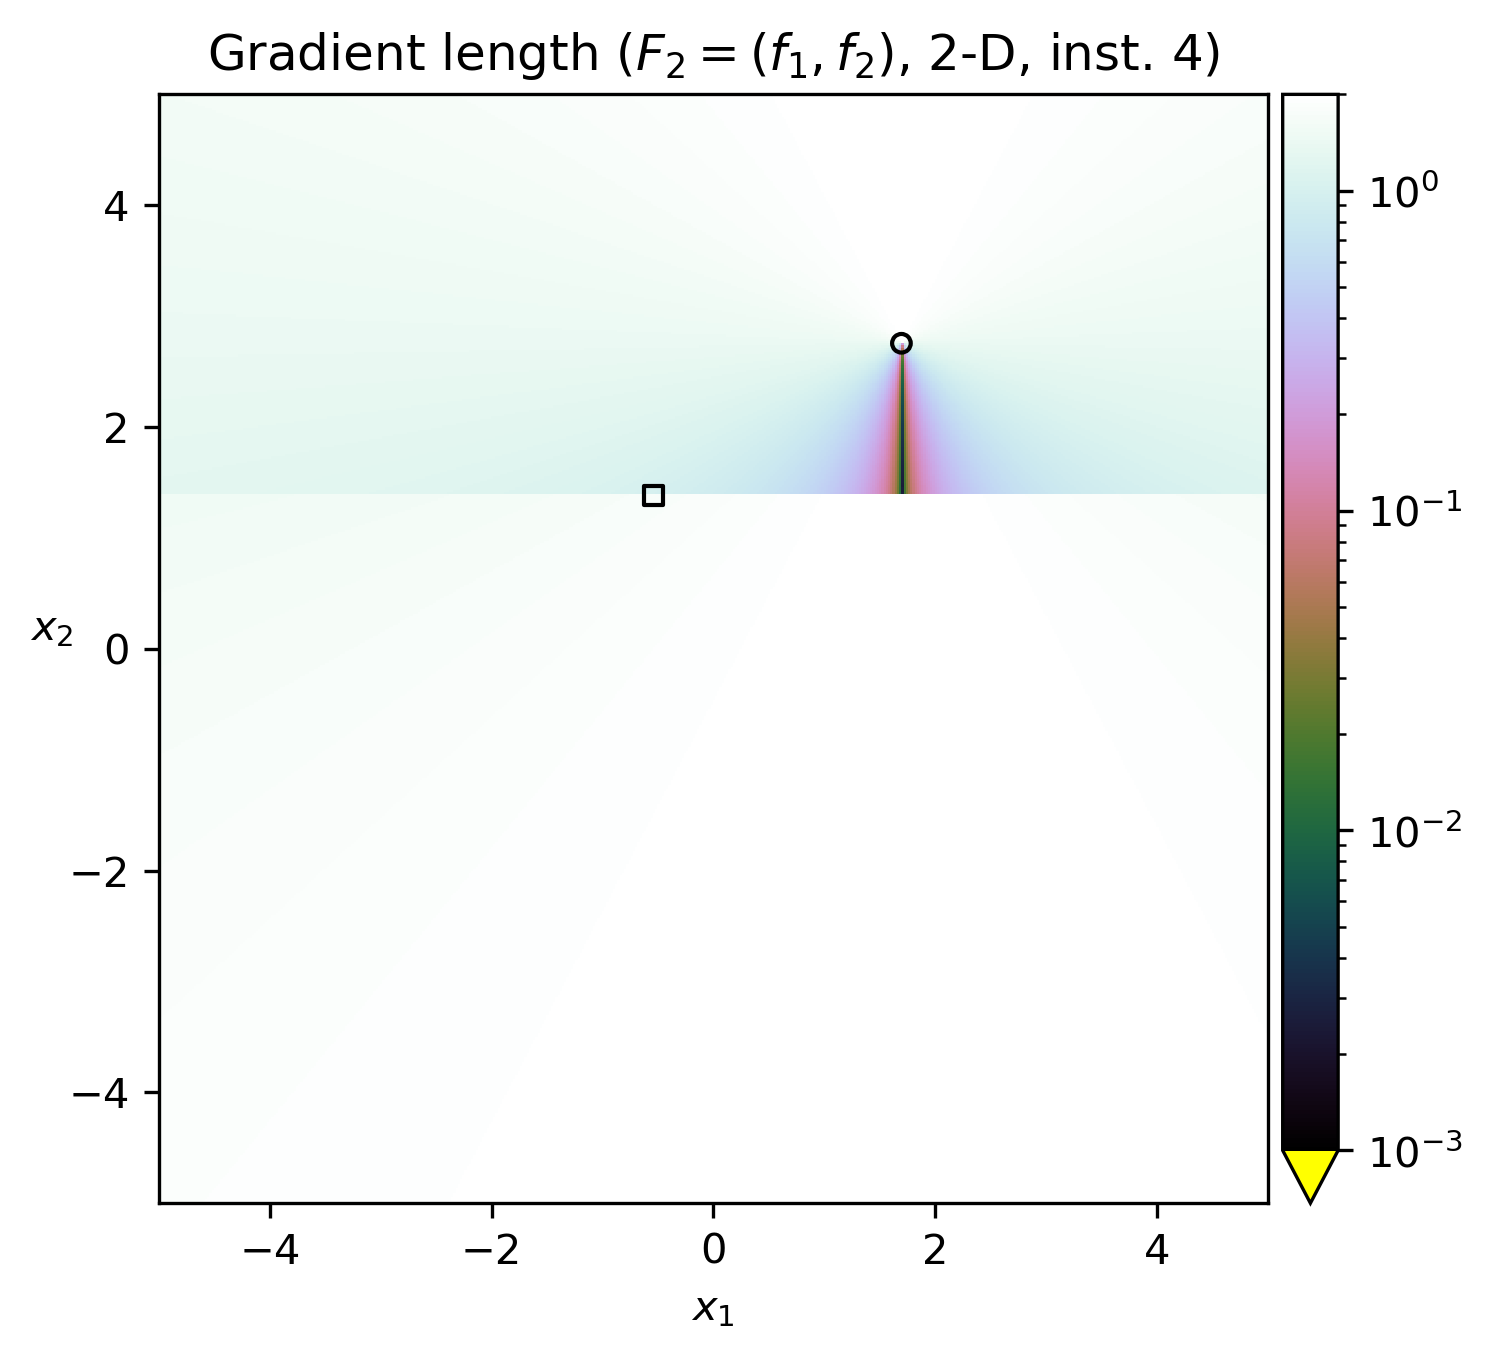 Gradient length (F₂ = (f₁, f₂), 2-D, inst. 4)
4
2
0
−2
−4
x₂
−4 −2 0 2 4
x₁
10⁰
10⁻¹
10⁻²
10⁻³